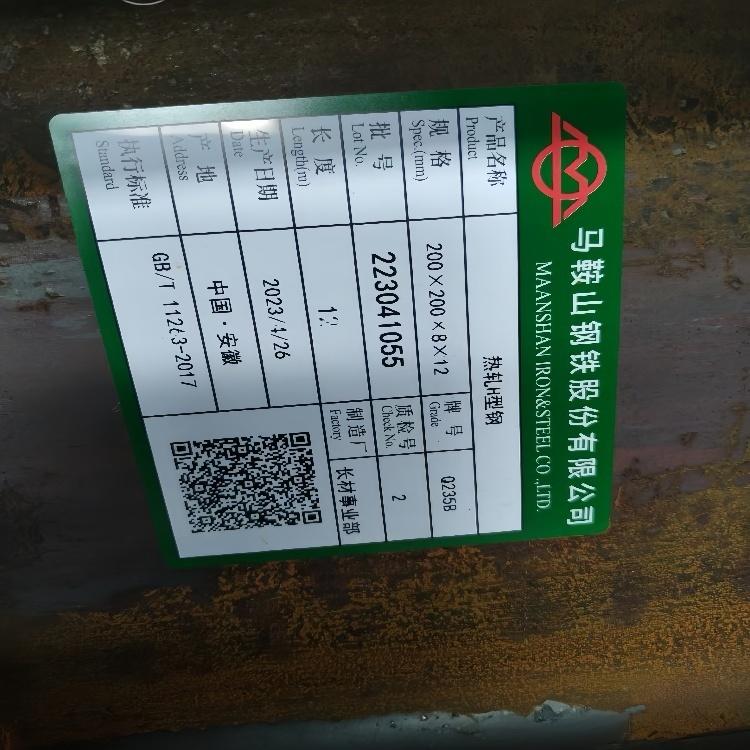 马鞍山钢铁股份有限公司
MAANSHAN IRON&STEEL CO.,LTD.
产品名称 热轧H型钢
Product
规格 200×200×8×12 牌号 Q235B
Spec.(mm) Grade
批号 223041055 质检号 2
Lot No. Check No.
长度 12 制造厂 长材事业部
Length(m) Factory
生产日期 2023/4/26
Date
产地 中国·安徽
Address
执行标准 GB/T 11263-2017
Standard